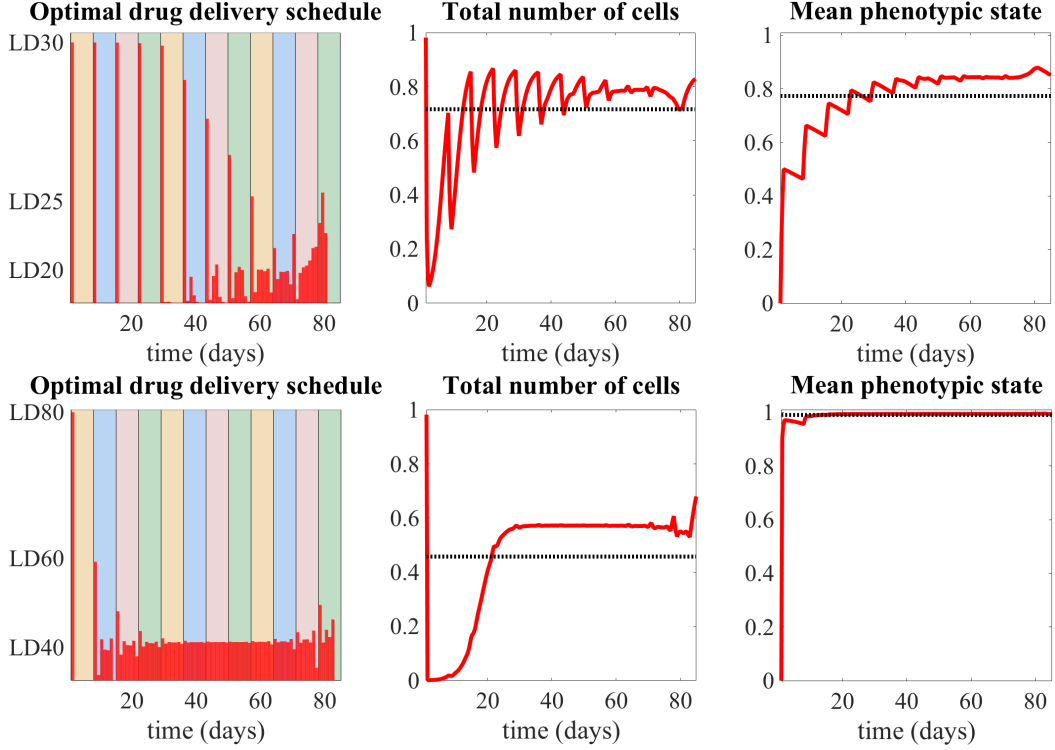 Optimal drug delivery schedule
LD30
LD25
LD20
20 40 60 80
time (days)
Total number of cells
1
0.8
0.6
0.4
0.2
0
20 40 60 80
time (days)
Mean phenotypic state
1
0.8
0.6
0.4
0.2
0
20 40 60 80
time (days)
Optimal drug delivery schedule
LD80
LD60
LD40
20 40 60 80
time (days)
Total number of cells
1
0.8
0.6
0.4
0.2
0
20 40 60 80
time (days)
Mean phenotypic state
1
0.8
0.6
0.4
0.2
0
20 40 60 80
time (days)